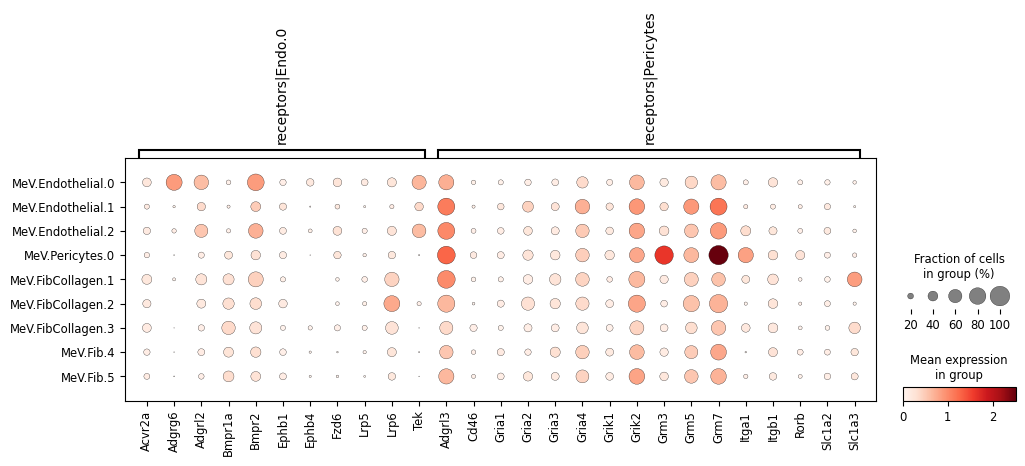 receptors|Endo.0
receptors|Pericytes
MeV.Endothelial.0
MeV.Endothelial.1
MeV.Endothelial.2
MeV.Pericytes.0
MeV.FibCollagen.1
MeV.FibCollagen.2
MeV.FibCollagen.3
MeV.Fib.4
MeV.Fib.5
Acvr2a
Adgrg6
Adgrl2
Bmpr1a
Bmpr2
Ephb1
Ephb4
Fzd6
Lrp5
Lrp6
Tek
Adgrl3
Cd46
Gria1
Gria2
Gria3
Gria4
Grik1
Grik2
Grm3
Grm5
Grm7
Itga1
Itgb1
Rorb
Slc1a2
Slc1a3
Fraction of cells
in group (%)
20 40 60 80 100
Mean expression
in group
0 1 2